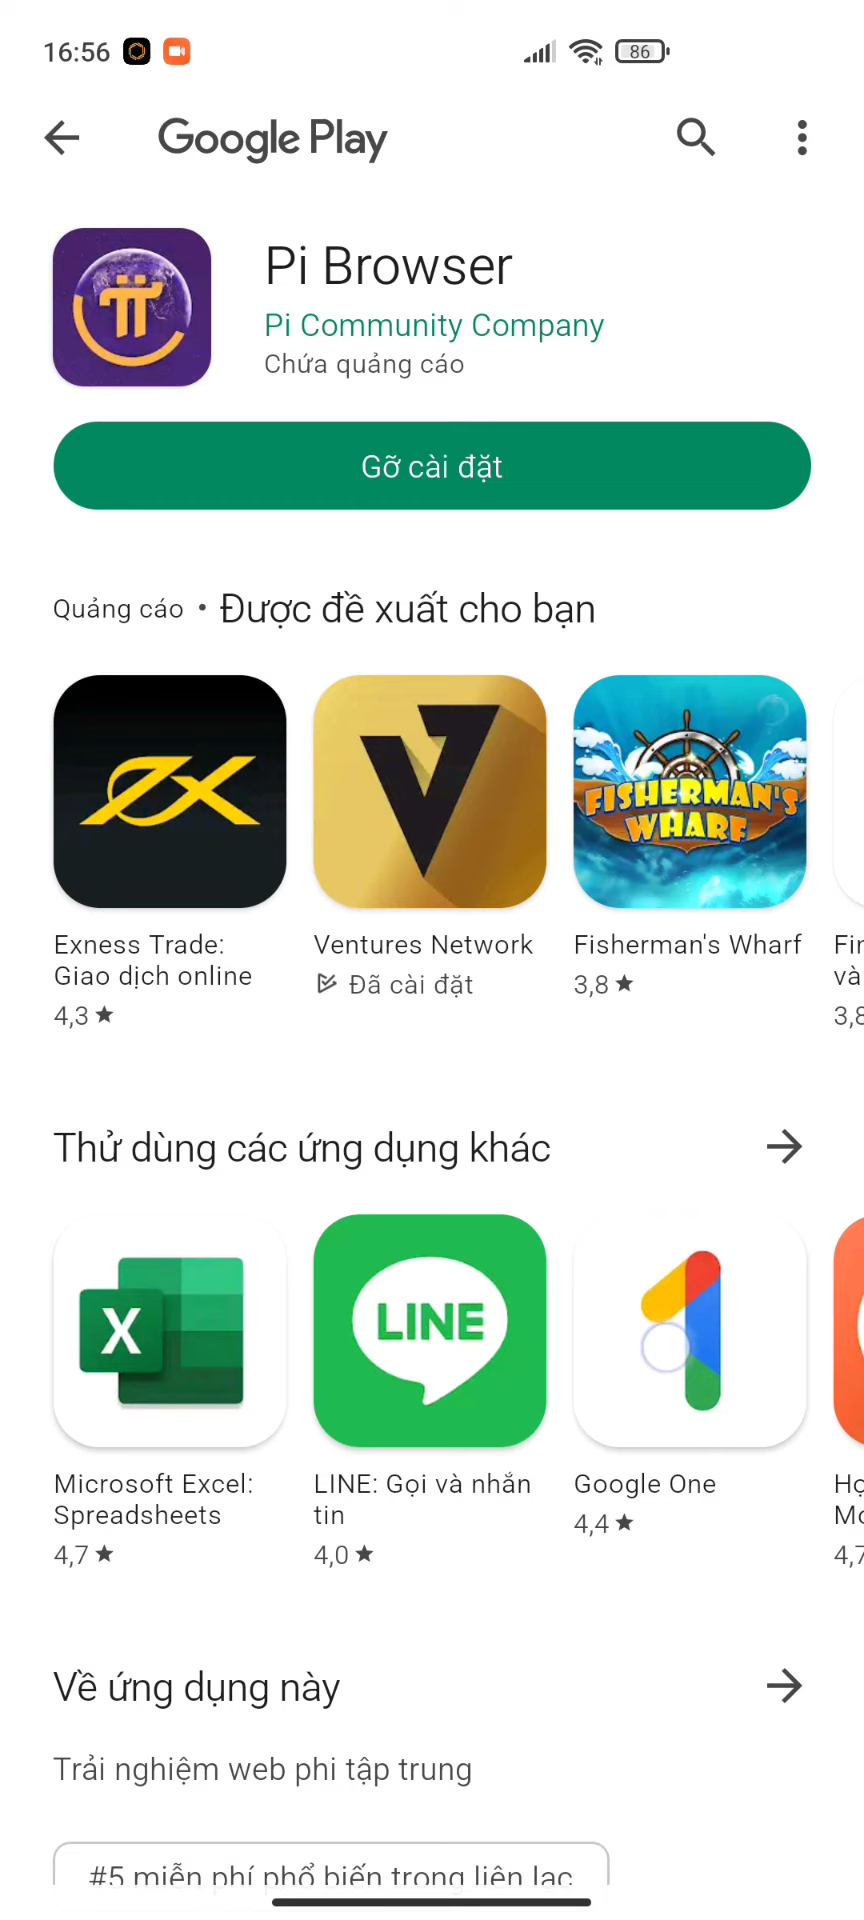 16:56
86
Google Play
Pi Browser
Pi Community Company
Chứa quảng cáo
Gỡ cài đặt
Quảng cáo • Được đề xuất cho bạn
FISHERMAN'S
WHARF
Exness Trade:
Giao dịch online
4,3 ★
Ventures Network
Đã cài đặt
Fisherman's Wharf
3,8 ★
và
Thử dùng các ứng dụng khác
X
LINE
Microsoft Excel:
Spreadsheets
4,7 ★
LINE: Gọi và nhắn
tin
4,0 ★
Google One
4,4 ★
4,7
Về ứng dụng này
Trải nghiệm web phi tập trung
#5 miễn phí phổ biến trong liên lạc